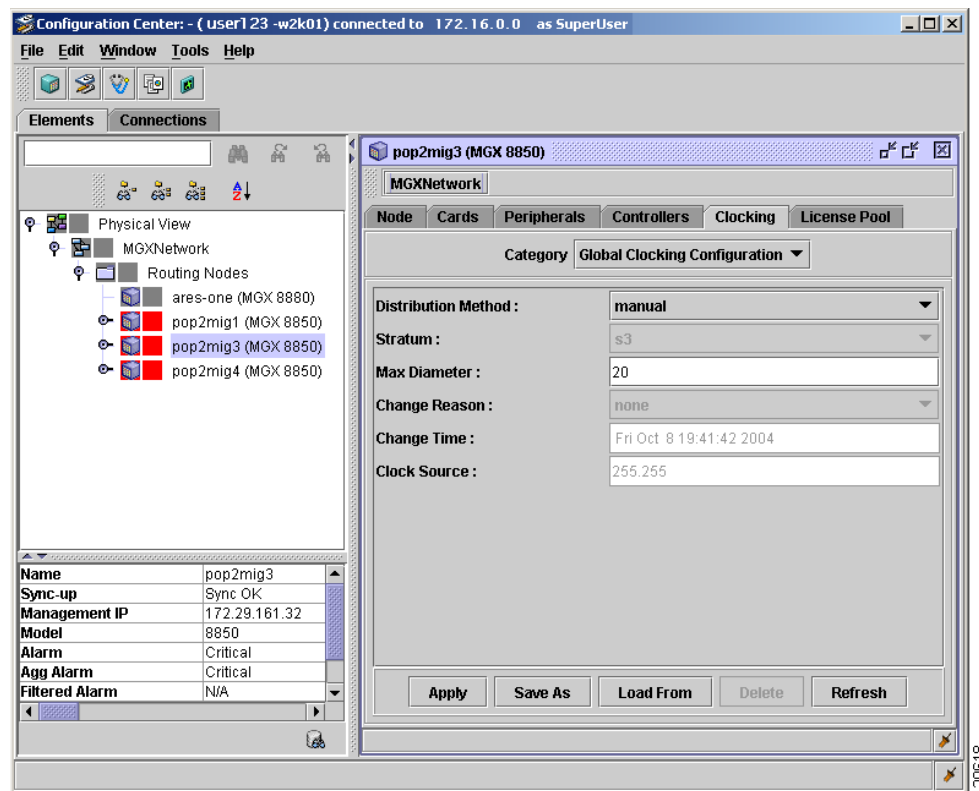 Configuration Center: - ( user123 -w2k01) connected to 172.16.0.0 as SuperUser
File Edit Window Tools Help
Elements Connections
Physical View
MGXNetwork
Routing Nodes
ares-one (MGX 8880)
pop2mig1 (MGX 8850)
pop2mig3 (MGX 8850)
pop2mig4 (MGX 8850)
Name pop2mig3
Sync-up Sync OK
Management IP 172.29.161.32
Model 8850
Alarm Critical
Agg Alarm Critical
Filtered Alarm N/A
pop2mig3 (MGX 8850)
MGXNetwork
Node Cards Peripherals Controllers Clocking License Pool
Category Global Clocking Configuration
Distribution Method : manual
Stratum : s3
Max Diameter : 20
Change Reason : none
Change Time : Fri Oct 8 19:41:42 2004
Clock Source : 255.255
Apply Save As Load From Delete Refresh